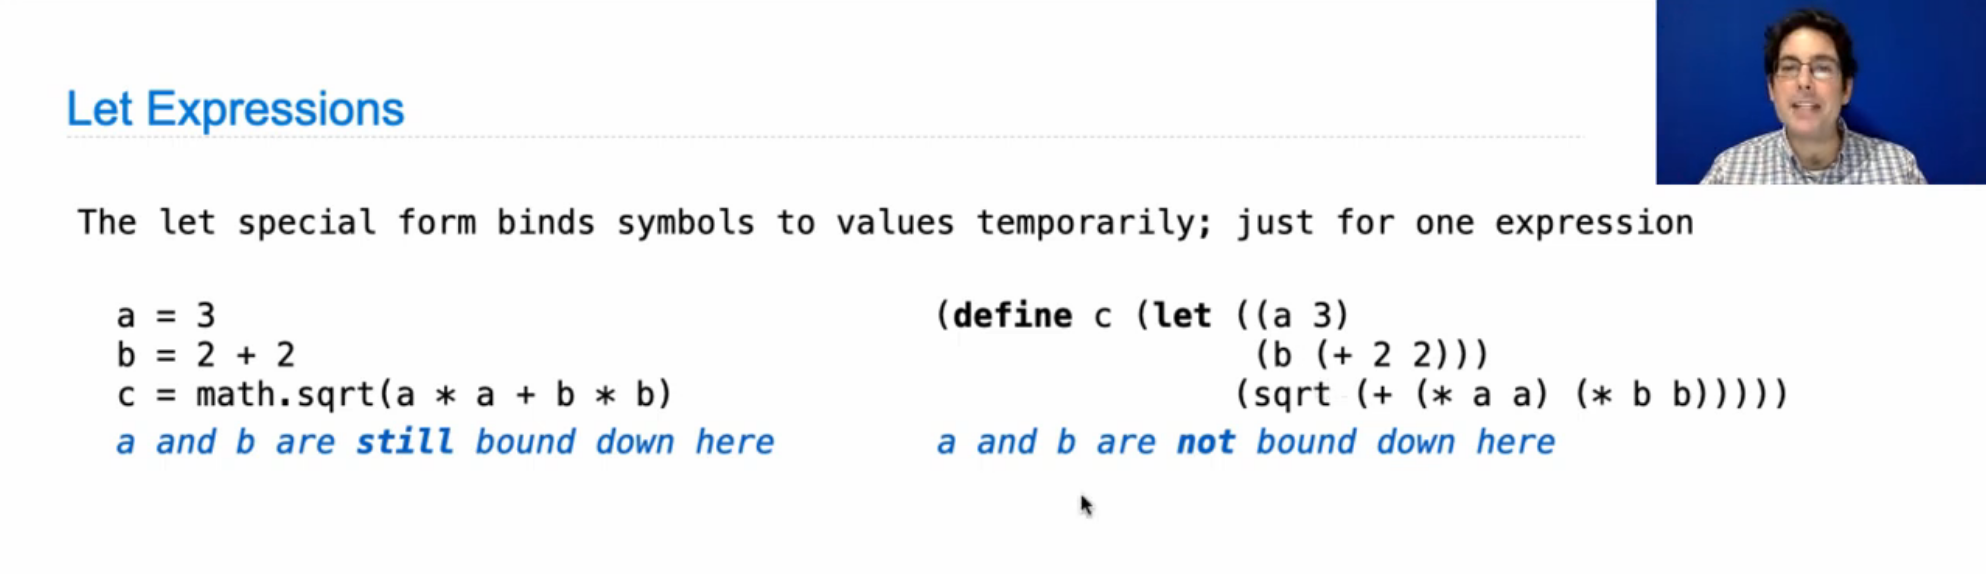 Let Expressions
The let special form binds symbols to values temporarily; just for one expression
a = 3
b = 2 + 2
c = math.sqrt(a * a + b * b)
a and b are still bound down here
(define c (let ((a 3)
(b (+ 2 2)))
(sqrt (+ (* a a) (* b b)))))
a and b are not bound down here